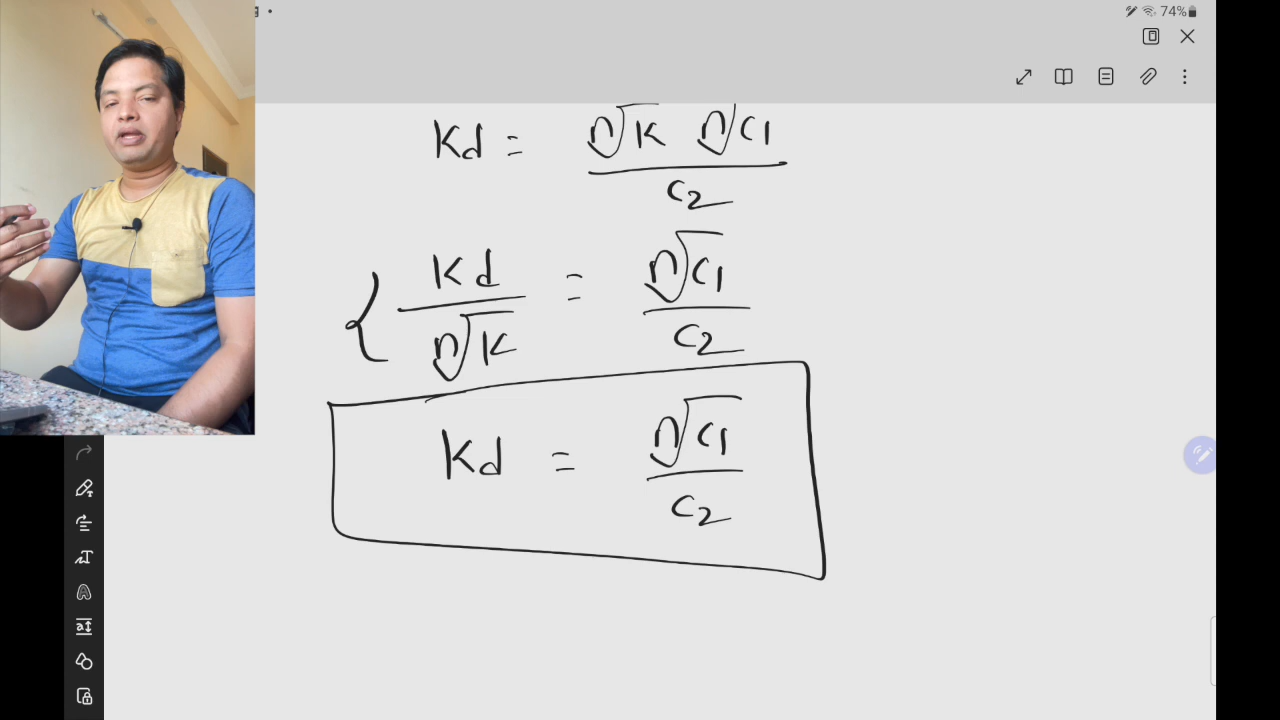 74%
Kd = ⁿ√K ⁿ√C1 / C2
Kd / ⁿ√K = ⁿ√C1 / C2
Kd = ⁿ√C1 / C2